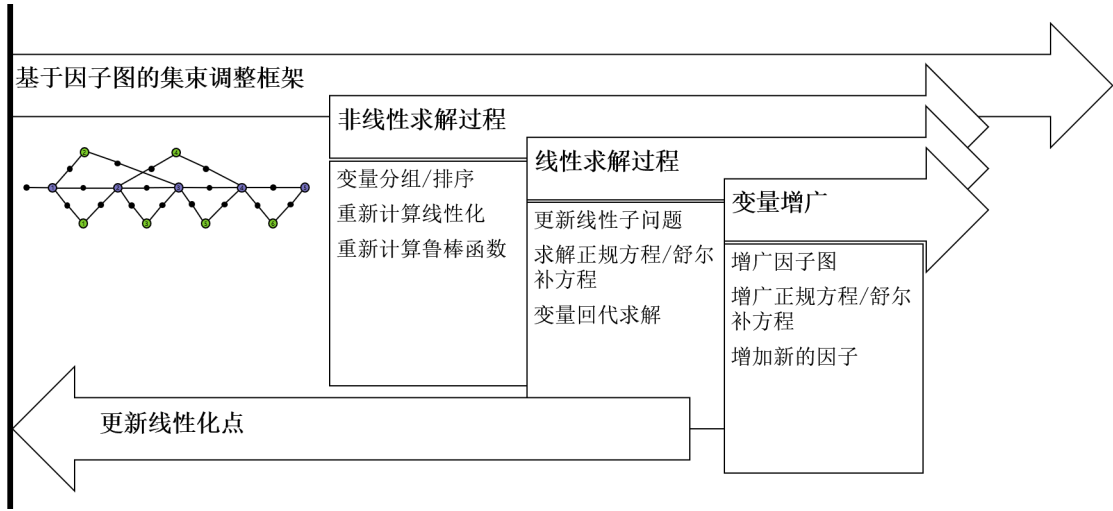 基于因子图的集束调整框架
非线性求解过程
变量分组/排序
重新计算线性化
重新计算鲁棒函数
线性求解过程
更新线性子问题
求解正规方程/舒尔
补方程
变量回代求解
变量增广
增广因子图
增广正规方程/舒尔
补方程
增加新的因子
更新线性化点